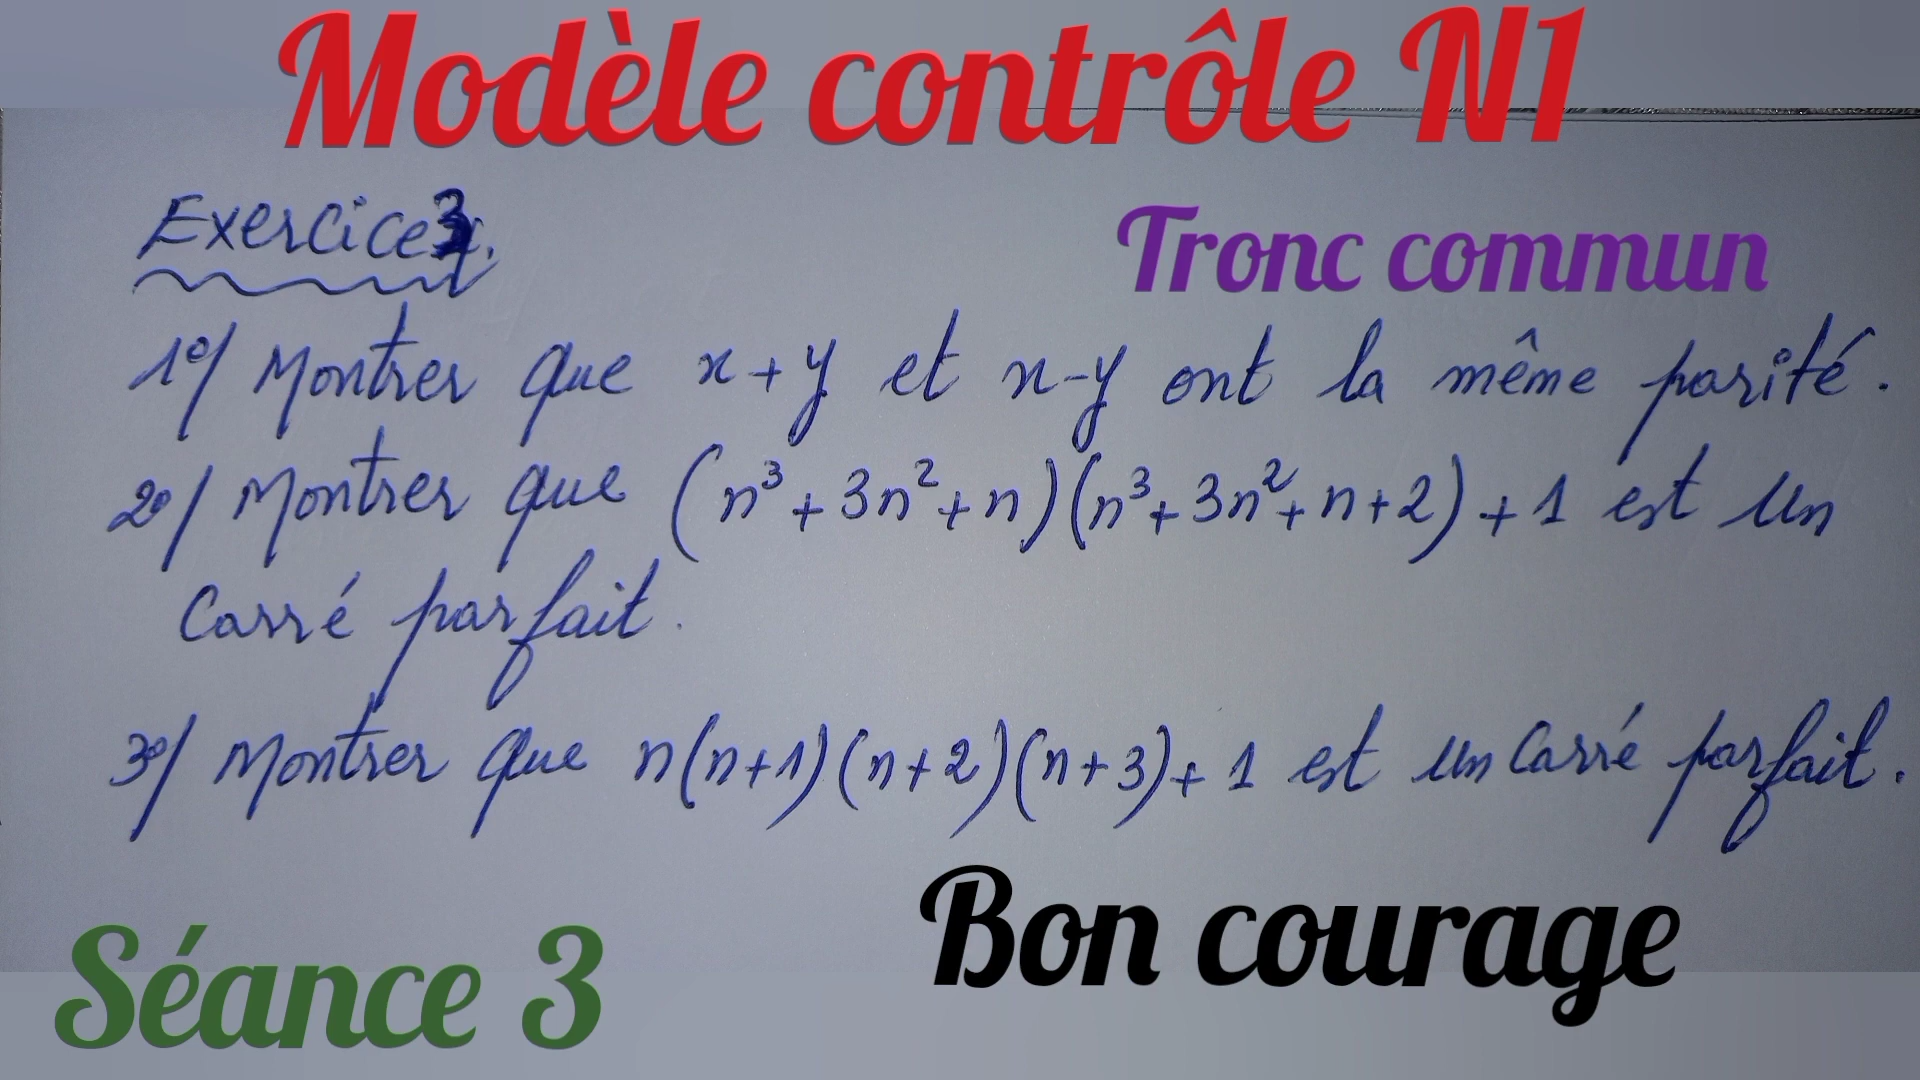 Modèle contrôle N1
Exercice 3.
Tronc commun
1°/ Montrer que x+y et x-y ont la même parité.
2°/ Montrer que (n³+3n²+n)(n³+3n²+n+2)+1 est un
Carré parfait.
3°/ Montrer que n(n+1)(n+2)(n+3)+1 est un Carré parfait.
Bon courage
Séance 3